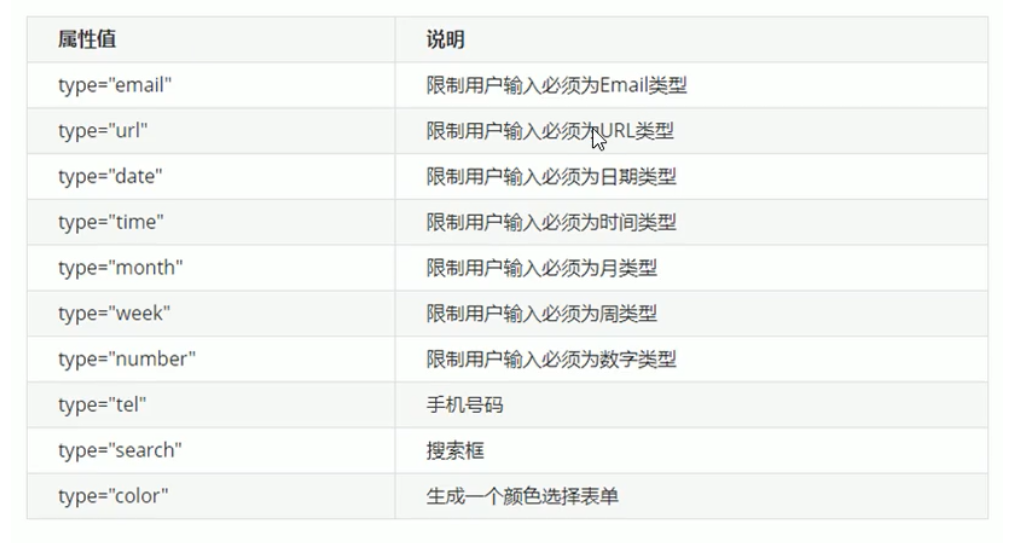 属性值 说明
type="email" 限制用户输入必须为Email类型
type="url" 限制用户输入必须为URL类型
type="date" 限制用户输入必须为日期类型
type="time" 限制用户输入必须为时间类型
type="month" 限制用户输入必须为月类型
type="week" 限制用户输入必须为周类型
type="number" 限制用户输入必须为数字类型
type="tel" 手机号码
type="search" 搜索框
type="color" 生成一个颜色选择表单